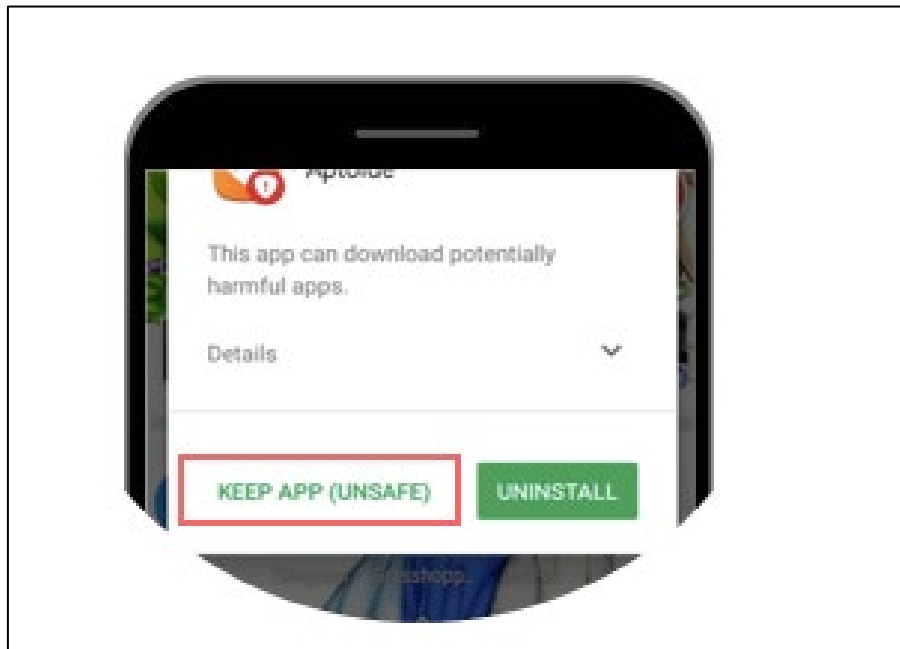 Aptoide
This app can download potentially
harmful apps.
Details
KEEP APP (UNSAFE)
UNINSTALL